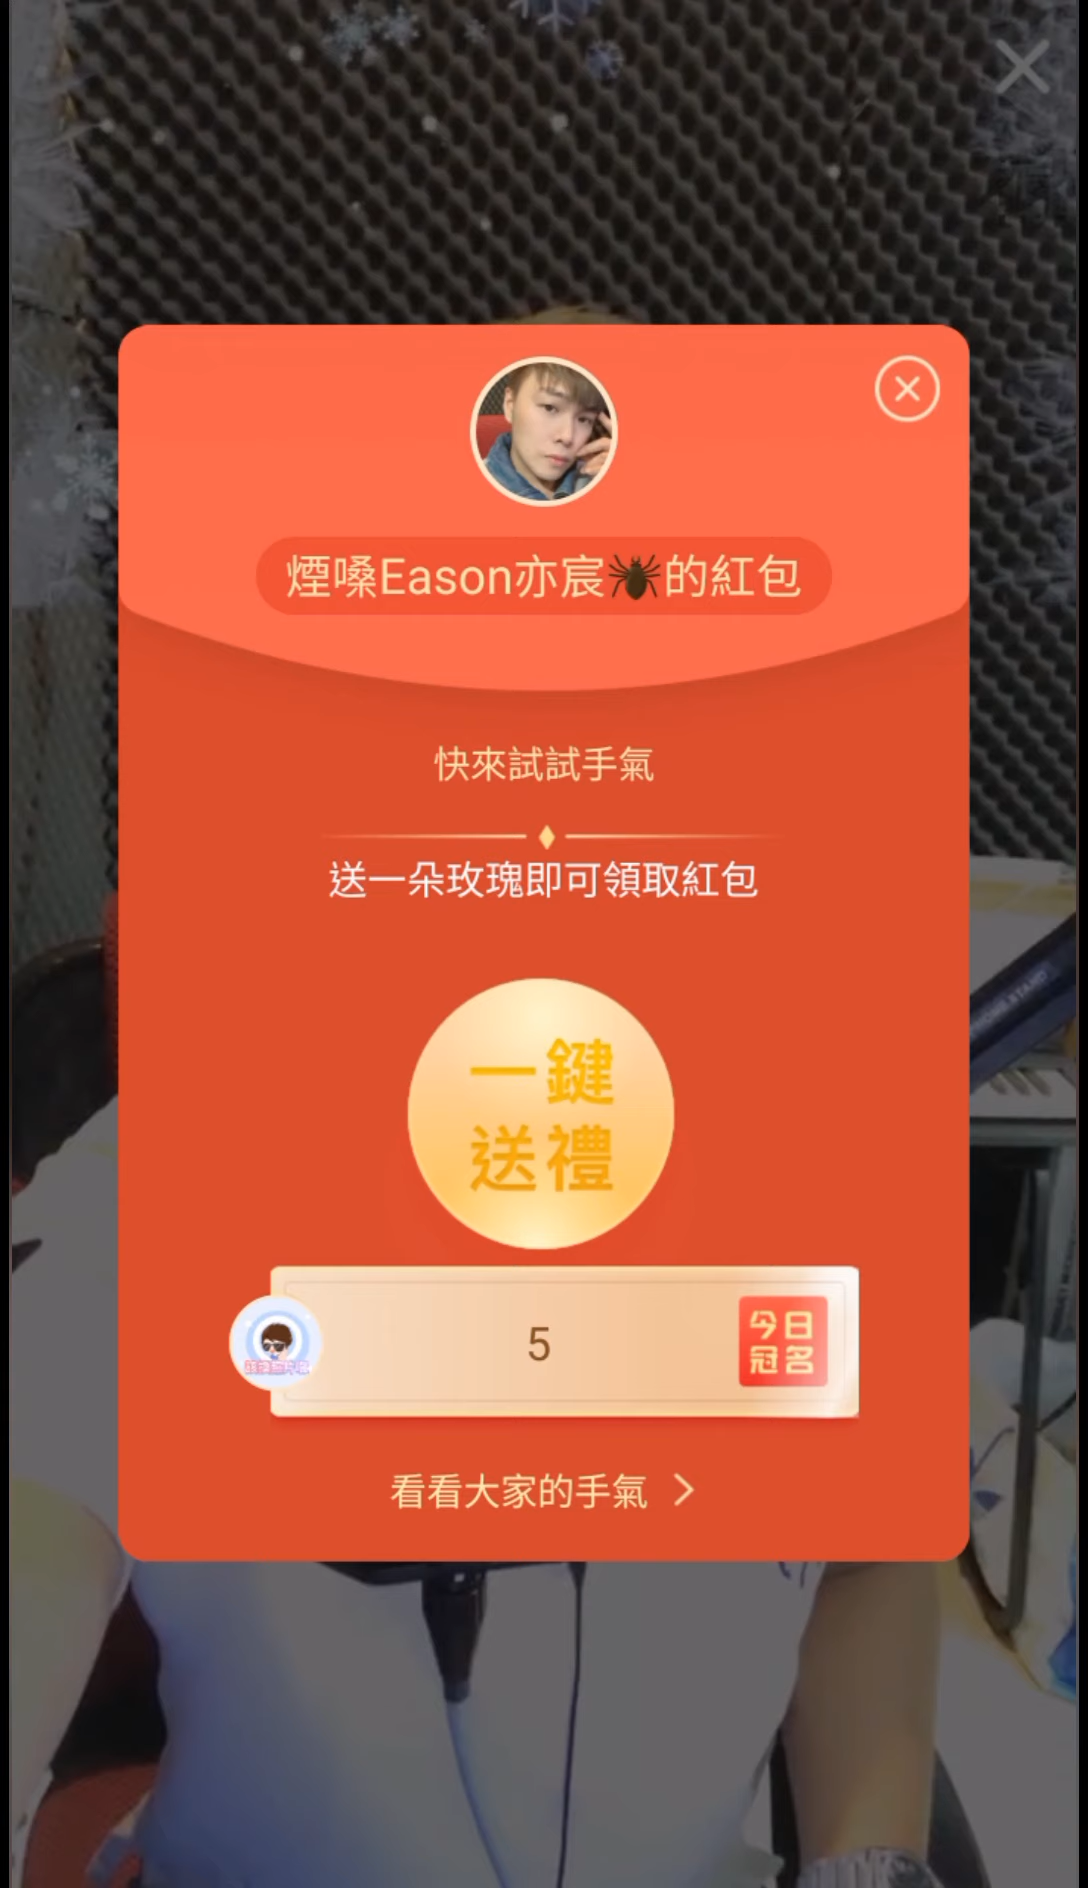 煙嗓Eason亦宸🕷的紅包
快來試試手氣
送一朵玫瑰即可領取紅包
一鍵
送禮
5
今日
冠名
看看大家的手氣 >